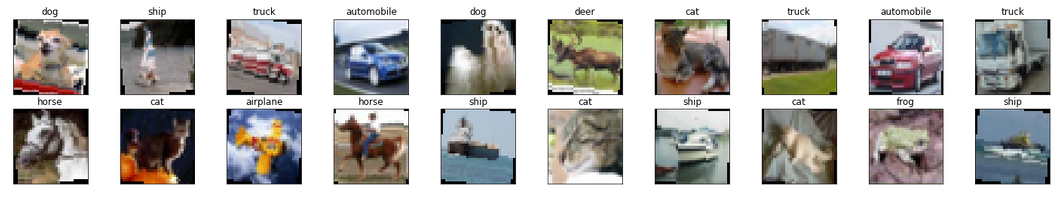 dog ship truck automobile dog deer cat truck automobile truck
horse cat airplane horse ship cat ship cat frog ship